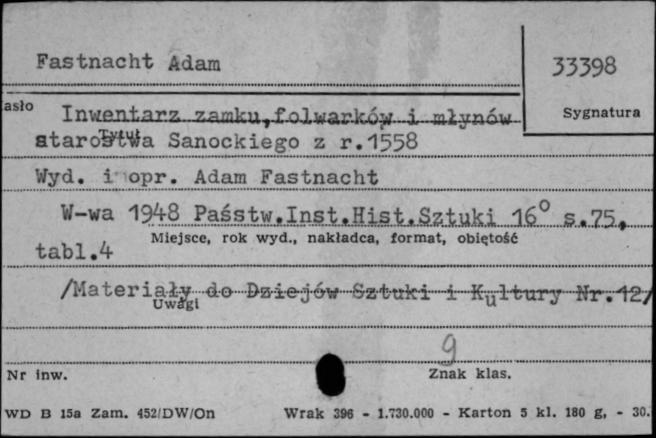 Fastnacht Adam
33398
asło
Sygnatura
Inwentarz zamku,folwarków i młynów
Tytuł
starostwa Sanockiego z r.1558
Wyd. i opr. Adam Fastnacht
W-wa 1948 Paśstw.Inst.Hist.Sztuki 16° s.75,
Miejsce, rok wyd., nakładca, format, obiętość
tabl.4
/Materiały do Dziejów Sztuki i Kultury Nr.12/
Uwagi
9
Nr inw.
Znak klas.
WD B 15a Zam. 452/DW/On Wrak 396 - 1.730.000 - Karton 5 kl. 180 g, - 30.